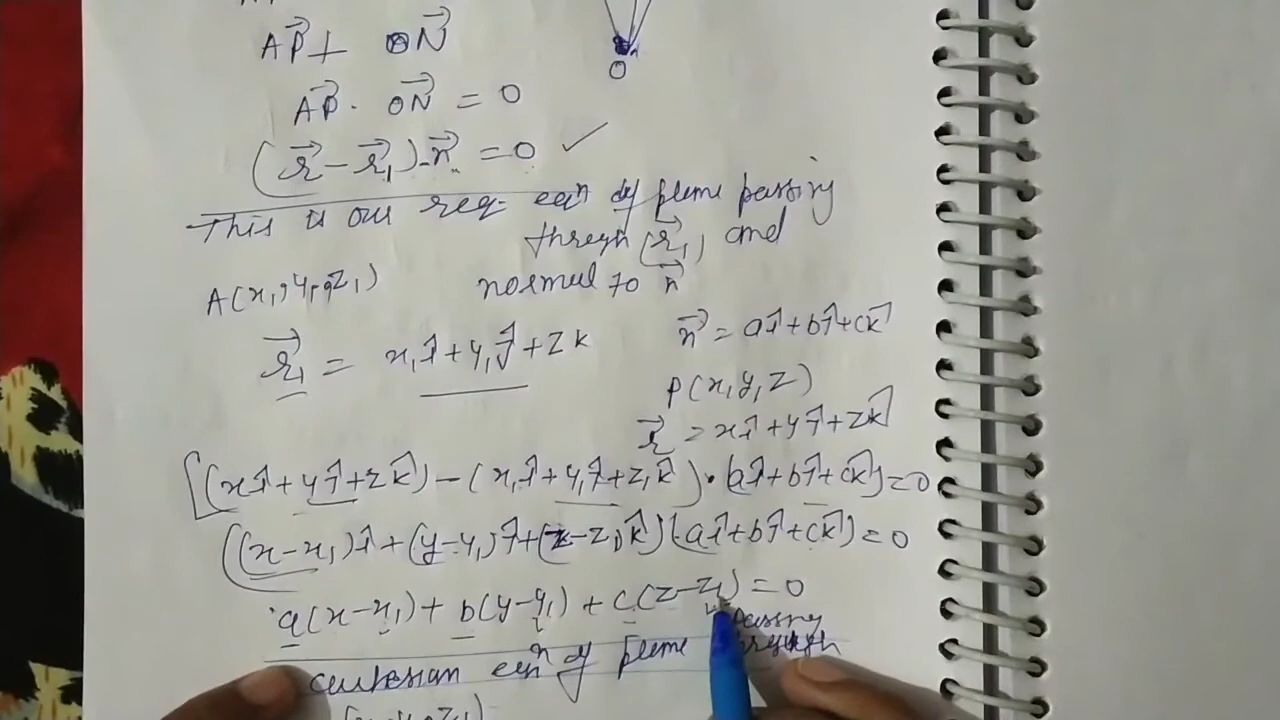 AP⃗ ⊥ ON⃗
O
AP⃗ . ON⃗ = 0
(r⃗ - r⃗₁).n⃗ = 0 ✓
This is our req. eqⁿ of plane passing
through (r⃗₁) and
A(x₁, y₁, z₁) normal to n⃗
r⃗₁ = x₁î + y₁ĵ + zk n⃗ = aî + bĵ + ck̂
P(x, y, z)
r⃗ = xî + yĵ + zk̂
[(xî + yĵ + zk̂) - (x₁î + y₁ĵ + z₁k̂) . (aî + bĵ + ck̂)] = 0
((x - x₁)î + (y - y₁)ĵ + (z - z₁)k̂)(aî + bĵ + ck̂) = 0
a(x - x₁) + b(y - y₁) + c(z - z₁) = 0
passing
cartesian eqⁿ of plane through